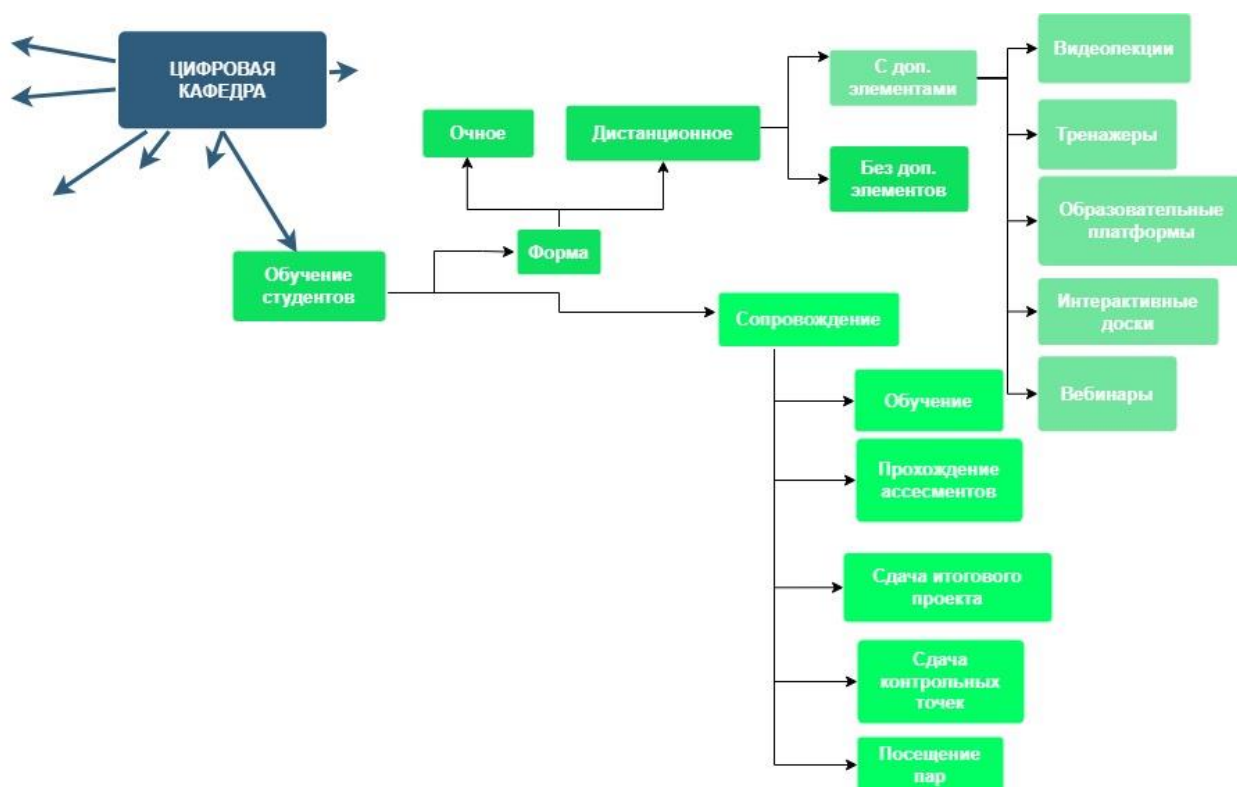 ЦИФРОВАЯ
КАФЕДРА
Очное
Дистанционное
С доп.
элементами
Без доп.
элементов
Видеолекции
Тренажеры
Образовательные
платформы
Интерактивные
доски
Вебинары
Форма
Обучение
студентов
Сопровождение
Обучение
Прохождение
ассесментов
Сдача итогового
проекта
Сдача
контрольных
точек
Посещение
пар